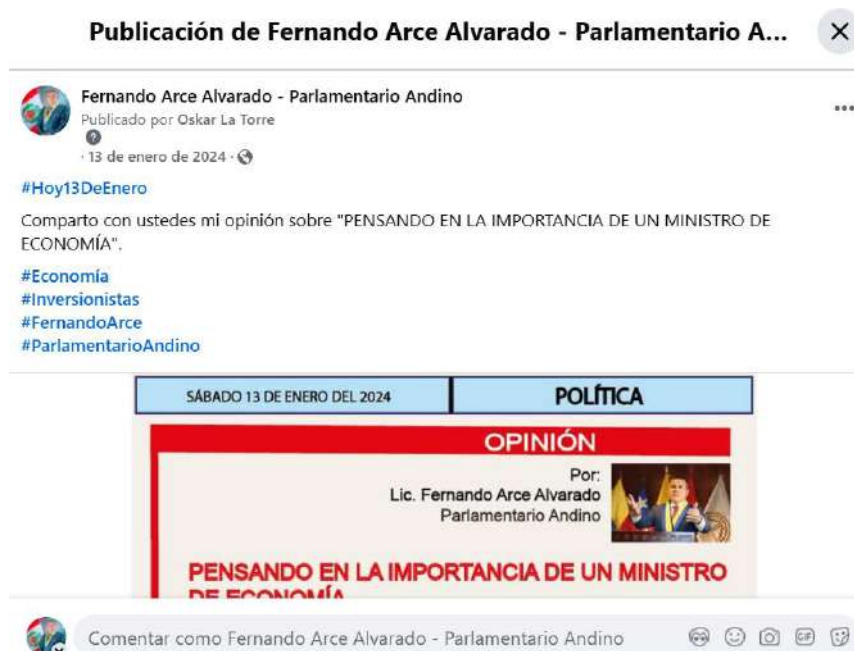 Publicación de Fernando Arce Alvarado - Parlamentario A...
Fernando Arce Alvarado - Parlamentario Andino
Publicado por Oskar La Torre
· 13 de enero de 2024 ·
#Hoy13DeEnero
Comparto con ustedes mi opinión sobre "PENSANDO EN LA IMPORTANCIA DE UN MINISTRO DE
ECONOMÍA".
#Economía
#Inversionistas
#FernandoArce
#ParlamentarioAndino
SÁBADO 13 DE ENERO DEL 2024
POLÍTICA
OPINIÓN
Por:
Lic. Fernando Arce Alvarado
Parlamentario Andino
PENSANDO EN LA IMPORTANCIA DE UN MINISTRO
DE ECONOMÍA
Comentar como Fernando Arce Alvarado - Parlamentario Andino
GIF